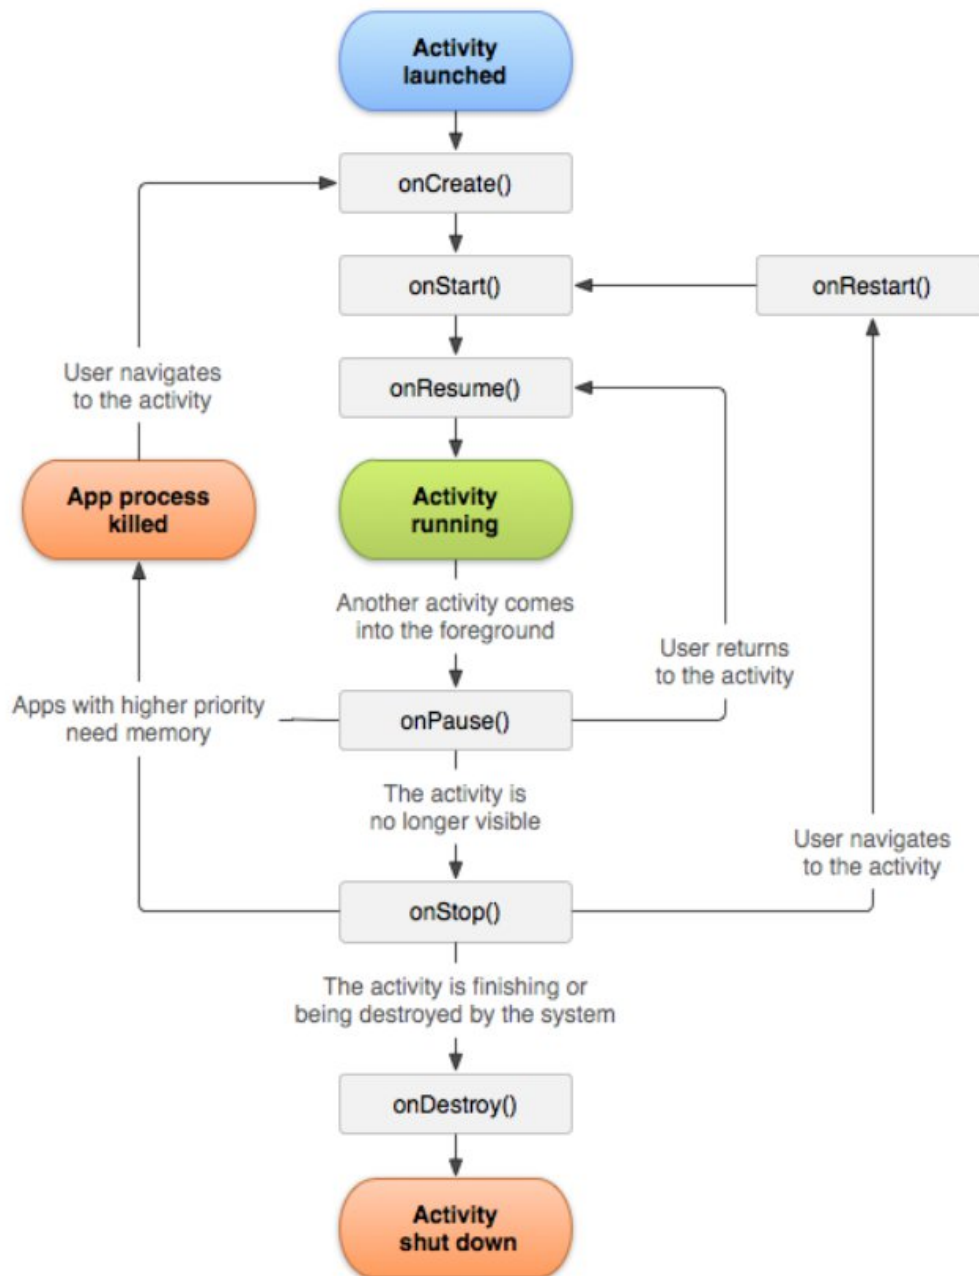 Activity
launched
onCreate()
onStart()
onRestart()
User navigates
to the activity
onResume()
App process
killed
Activity
running
Another activity comes
into the foreground
User returns
to the activity
Apps with higher priority
need memory
onPause()
The activity is
no longer visible
User navigates
to the activity
onStop()
The activity is finishing or
being destroyed by the system
onDestroy()
Activity
shut down